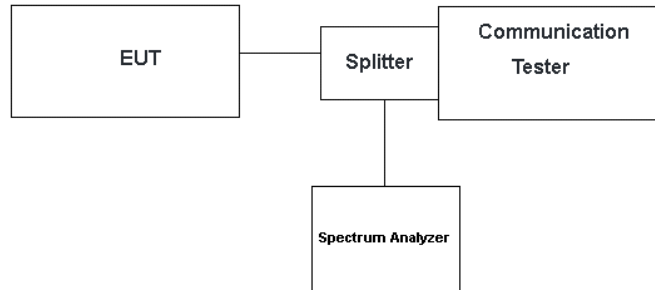 EUT
Splitter
Communication
Tester
Spectrum Analyzer